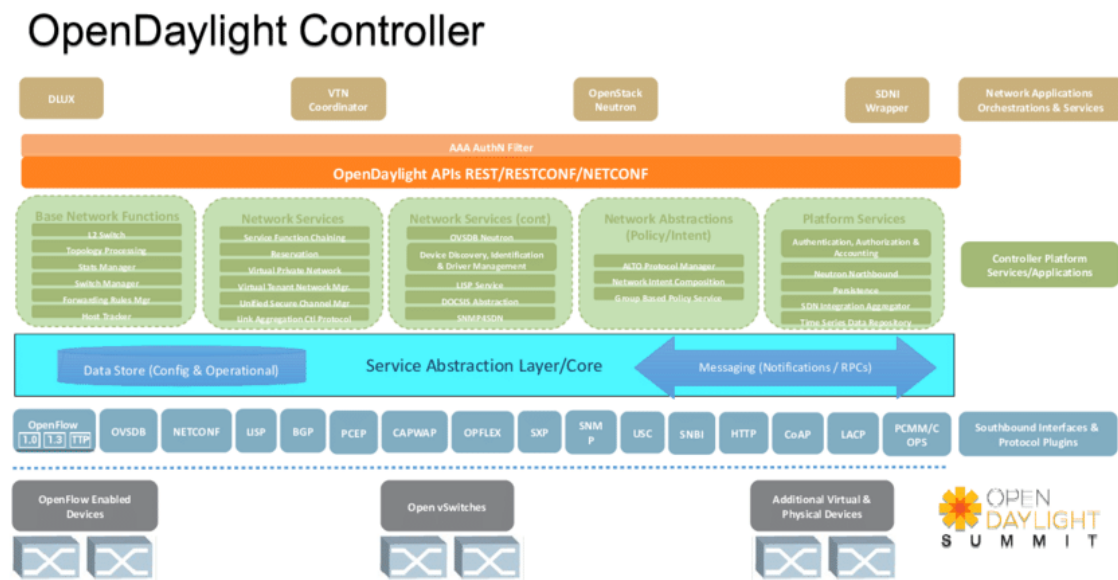 OpenDaylight Controller
DLUX
VTN
Coordinator
OpenStack
Neutron
SDNI
Wrapper
Network Applications
Orchestrations & Services
AAA AuthN Filter
OpenDaylight APIs REST/RESTCONF/NETCONF
Base Network Functions
L2 Switch
Topology Processing
Stats Manager
Switch Manager
Forwarding Rules Mgr
Host Tracker
Network Services
Service Function Chaining
Reservation
Virtual Private Network
Virtual Tenant Network Mgr.
Unified Secure Channel Mgr
Link Aggregation Ctl Protocol
Network Services (cont)
OVSDB Neutron
Device Discovery, Identification
& Driver Management
LISP Service
DOCSIS Abstraction
SNMP4SDN
Network Abstractions
(Policy/Intent)
ALTO Protocol Manager
Network Intent Composition
Group Based Policy Service
Platform Services
Authentication, Authorization &
Accounting
Neutron Northbound
Persistence
SDN Integration Aggregator
Time Series Data Repository
Controller Platform
Services/Applications
Data Store (Config & Operational)
Service Abstraction Layer/Core
Messaging (Notifications / RPCs)
OpenFlow
1.0 1.3 TTP
OVSDB
NETCONF
LISP
BGP
PCEP
CAPWAP
OPFLEX
SXP
SNM
P
USC
SNBI
HTTP
CoAP
LACP
PCMM/C
OPS
Southbound Interfaces &
Protocol Plugins
OpenFlow Enabled
Devices
Open vSwitches
Additional Virtual &
Physical Devices
OPEN
DAYLIGHT
SUMMIT